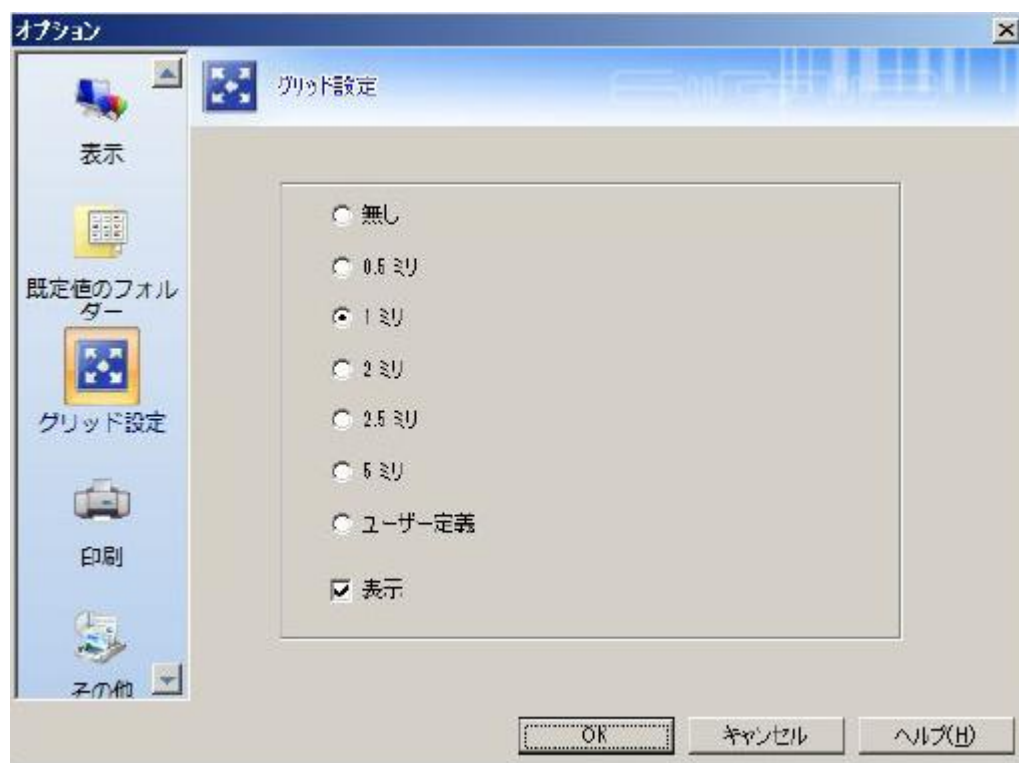 オプション
表示
既定値のフォル
ダー
グリッド設定
印刷
その他
グリッド設定
無し
0.5 ミリ
1 ミリ
2 ミリ
2.5 ミリ
5 ミリ
ユーザー定義
表示
OK
キャンセル
ヘルプ(H)